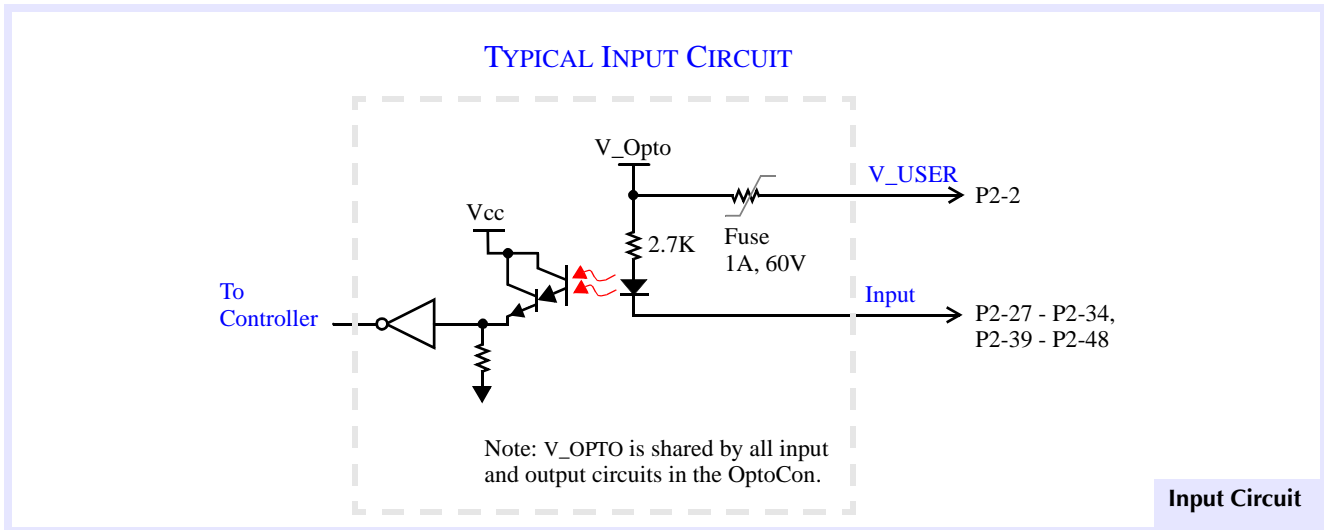 TYPICAL INPUT CIRCUIT
V_Opto
V_USER
P2-2
Vcc
2.7K
Fuse
1A, 60V
To
Controller
Input
P2-27 - P2-34,
P2-39 - P2-48
Note: V_OPTO is shared by all input
and output circuits in the OptoCon.
Input Circuit